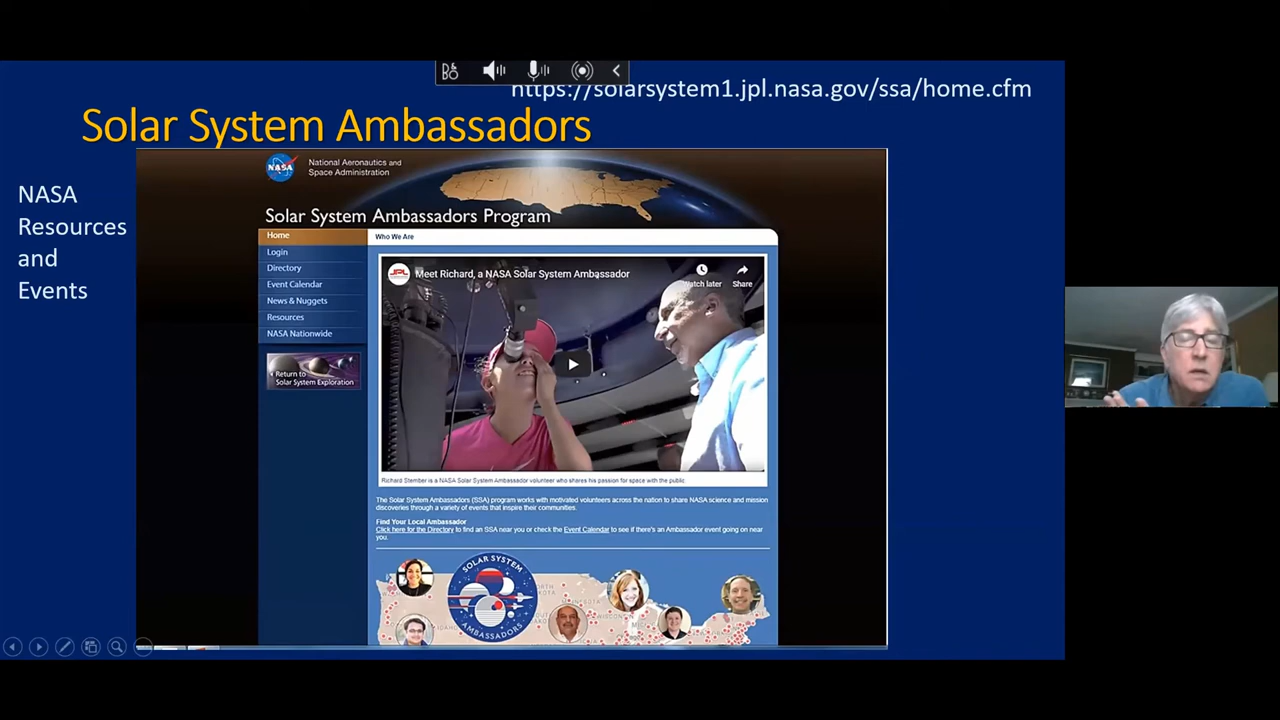 https://solarsystem1.jpl.nasa.gov/ssa/home.cfm
Solar System Ambassadors
NASA
Resources
and
Events
NASA
National Aeronautics and
Space Administration
Solar System Ambassadors Program
Home
Login
Directory
Event Calendar
News & Nuggets
Resources
NASA Nationwide
Return to
Solar System Exploration
Who We Are
JPL
Meet Richard, a NASA Solar System Ambassador
Watch later
Share
Richard Stember is a NASA Solar System Ambassador volunteer who shares his passion for space with the public
The Solar System Ambassadors (SSA) program works with motivated volunteers across the nation to share NASA science and mission
discoveries through a variety of events that inspire their communities.
Find Your Local Ambassador
Click here for the Directory to find an SSA near you or check the Event Calendar to see if there's an Ambassador event going on near
you.
SOLAR SYSTEM
AMBASSADORS